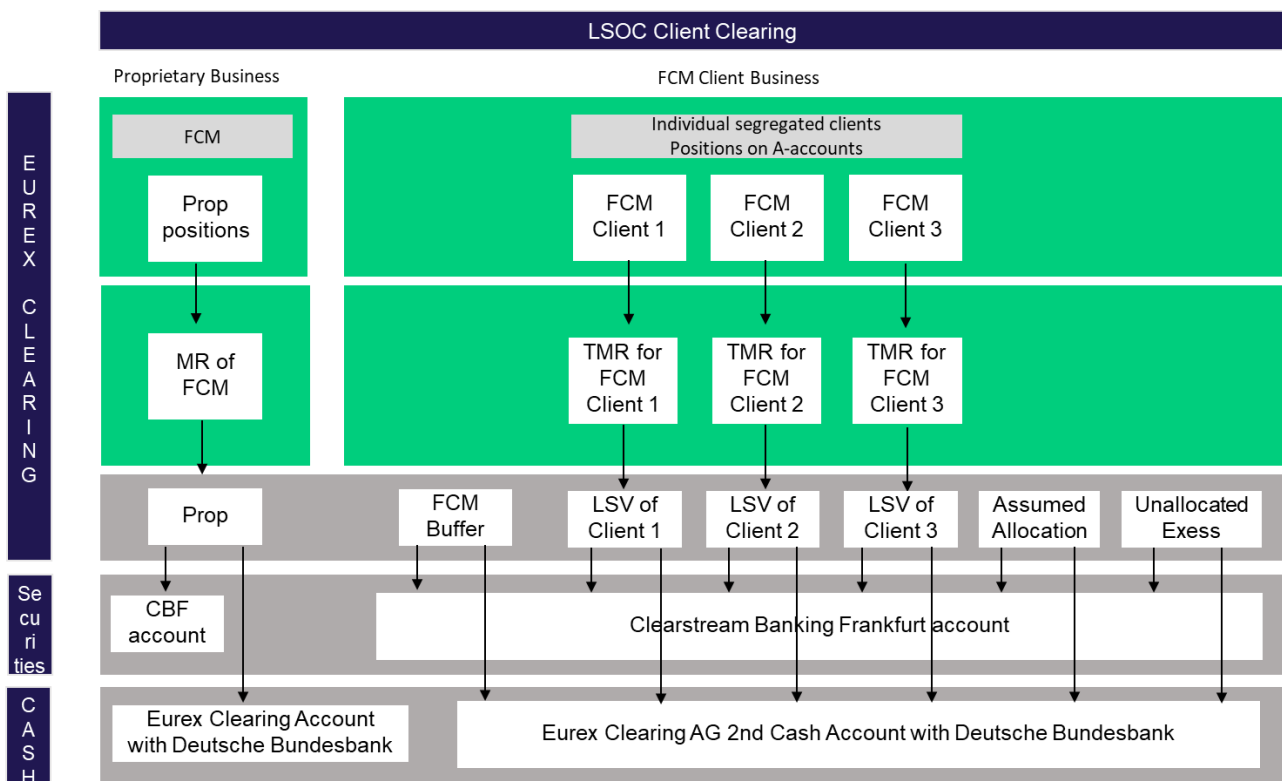 LSOC Client Clearing
Proprietary Business
FCM Client Business
EUREX CLEARING
FCM
Individual segregated clients
Positions on A-accounts
Prop
positions
FCM
Client 1
FCM
Client 2
FCM
Client 3
MR of
FCM
TMR for
FCM
Client 1
TMR for
FCM
Client 2
TMR for
FCM
Client 3
Prop
FCM
Buffer
LSV of
Client 1
LSV of
Client 2
LSV of
Client 3
Assumed
Allocation
Unallocated
Exess
Se
cu
ri
ties
CBF
account
Clearstream Banking Frankfurt account
CASH
Eurex Clearing Account
with Deutsche Bundesbank
Eurex Clearing AG 2nd Cash Account with Deutsche Bundesbank